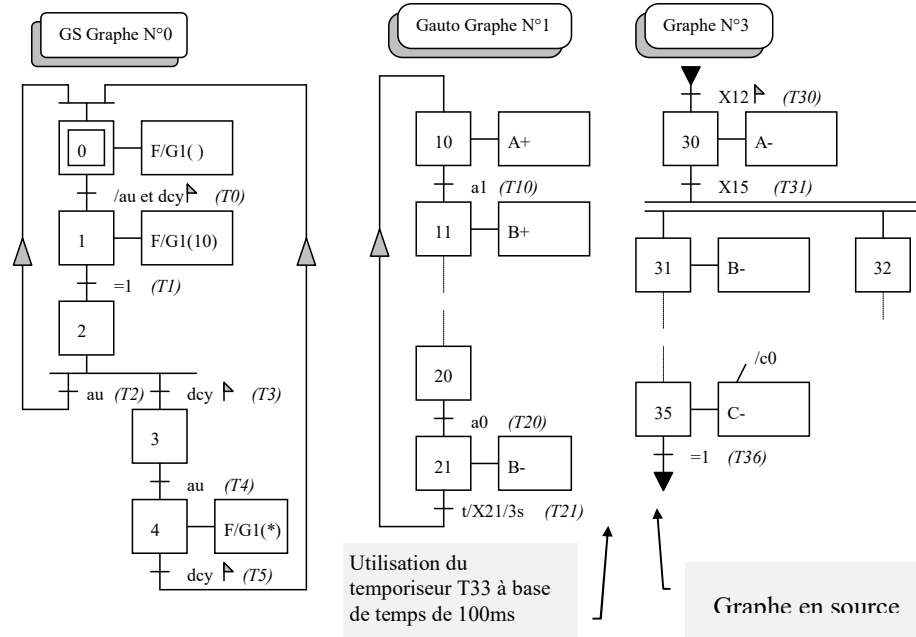 GS Graphe N°0
0
F/G1( )
/au et dcy (T0)
1
F/G1(10)
=1 (T1)
2
au (T2)
dcy (T3)
3
au (T4)
4
F/G1(*)
dcy (T5)
Gauto Graphe N°1
10
A+
a1 (T10)
11
B+
20
a0 (T20)
21
B-
t/X21/3s (T21)
Utilisation du
temporiseur T33 à base
de temps de 100ms
Graphe N°3
X12 (T30)
30
A-
X15 (T31)
31
B-
32
/c0
35
C-
=1 (T36)
Graphe en source